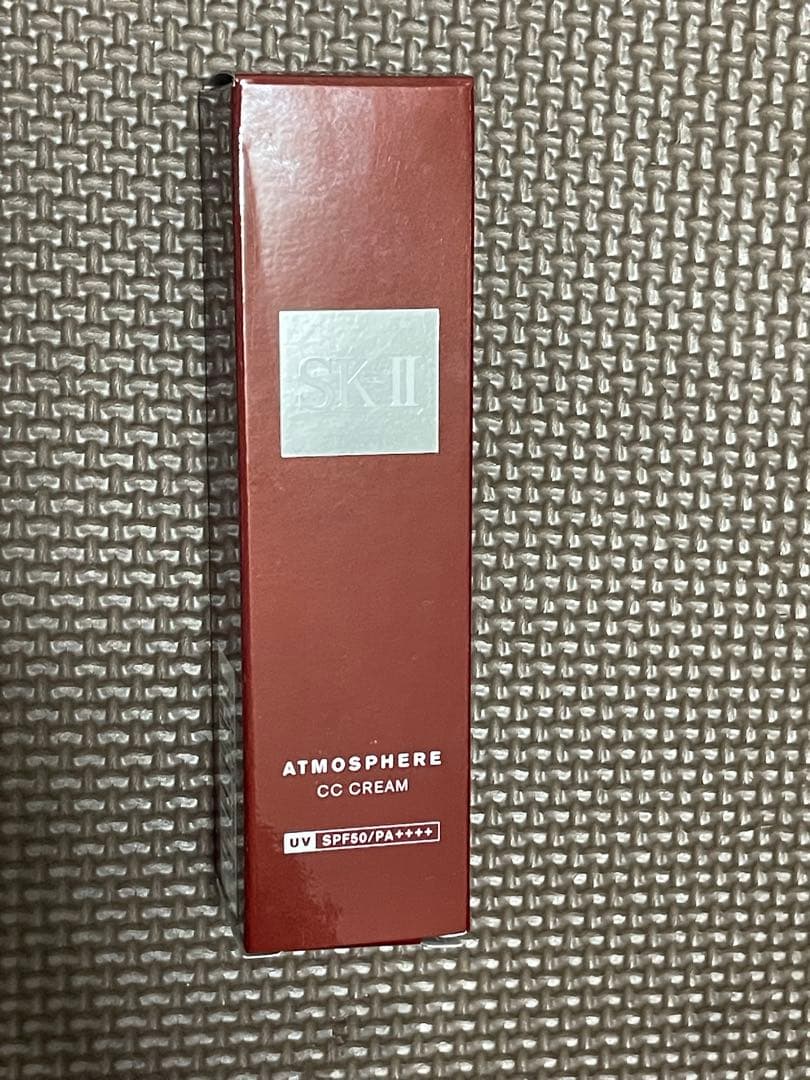 SK-II
ATMOSPHERE
CC CREAM
UV SPF50/PA++++